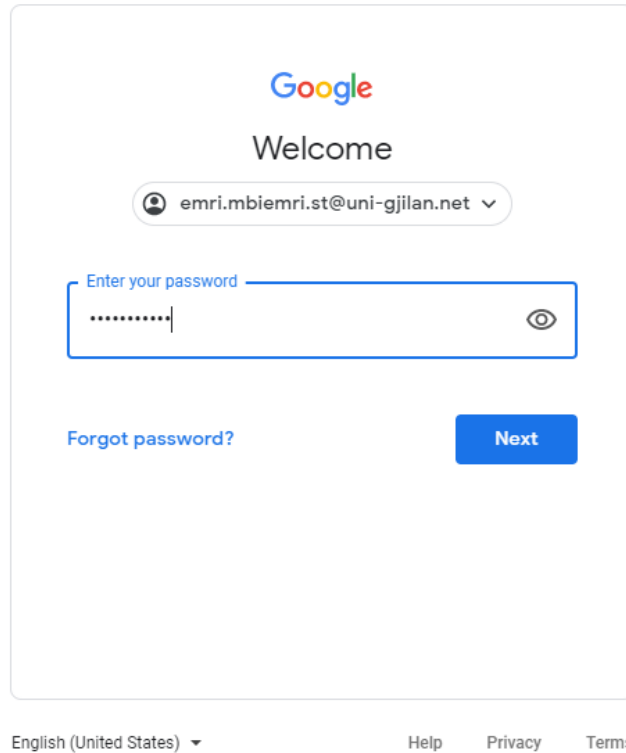 Google
Welcome
emri.mbiemri.st@uni-gjilan.net
Enter your password
•••••••••••
Forgot password? Next
English (United States) Help Privacy Terms